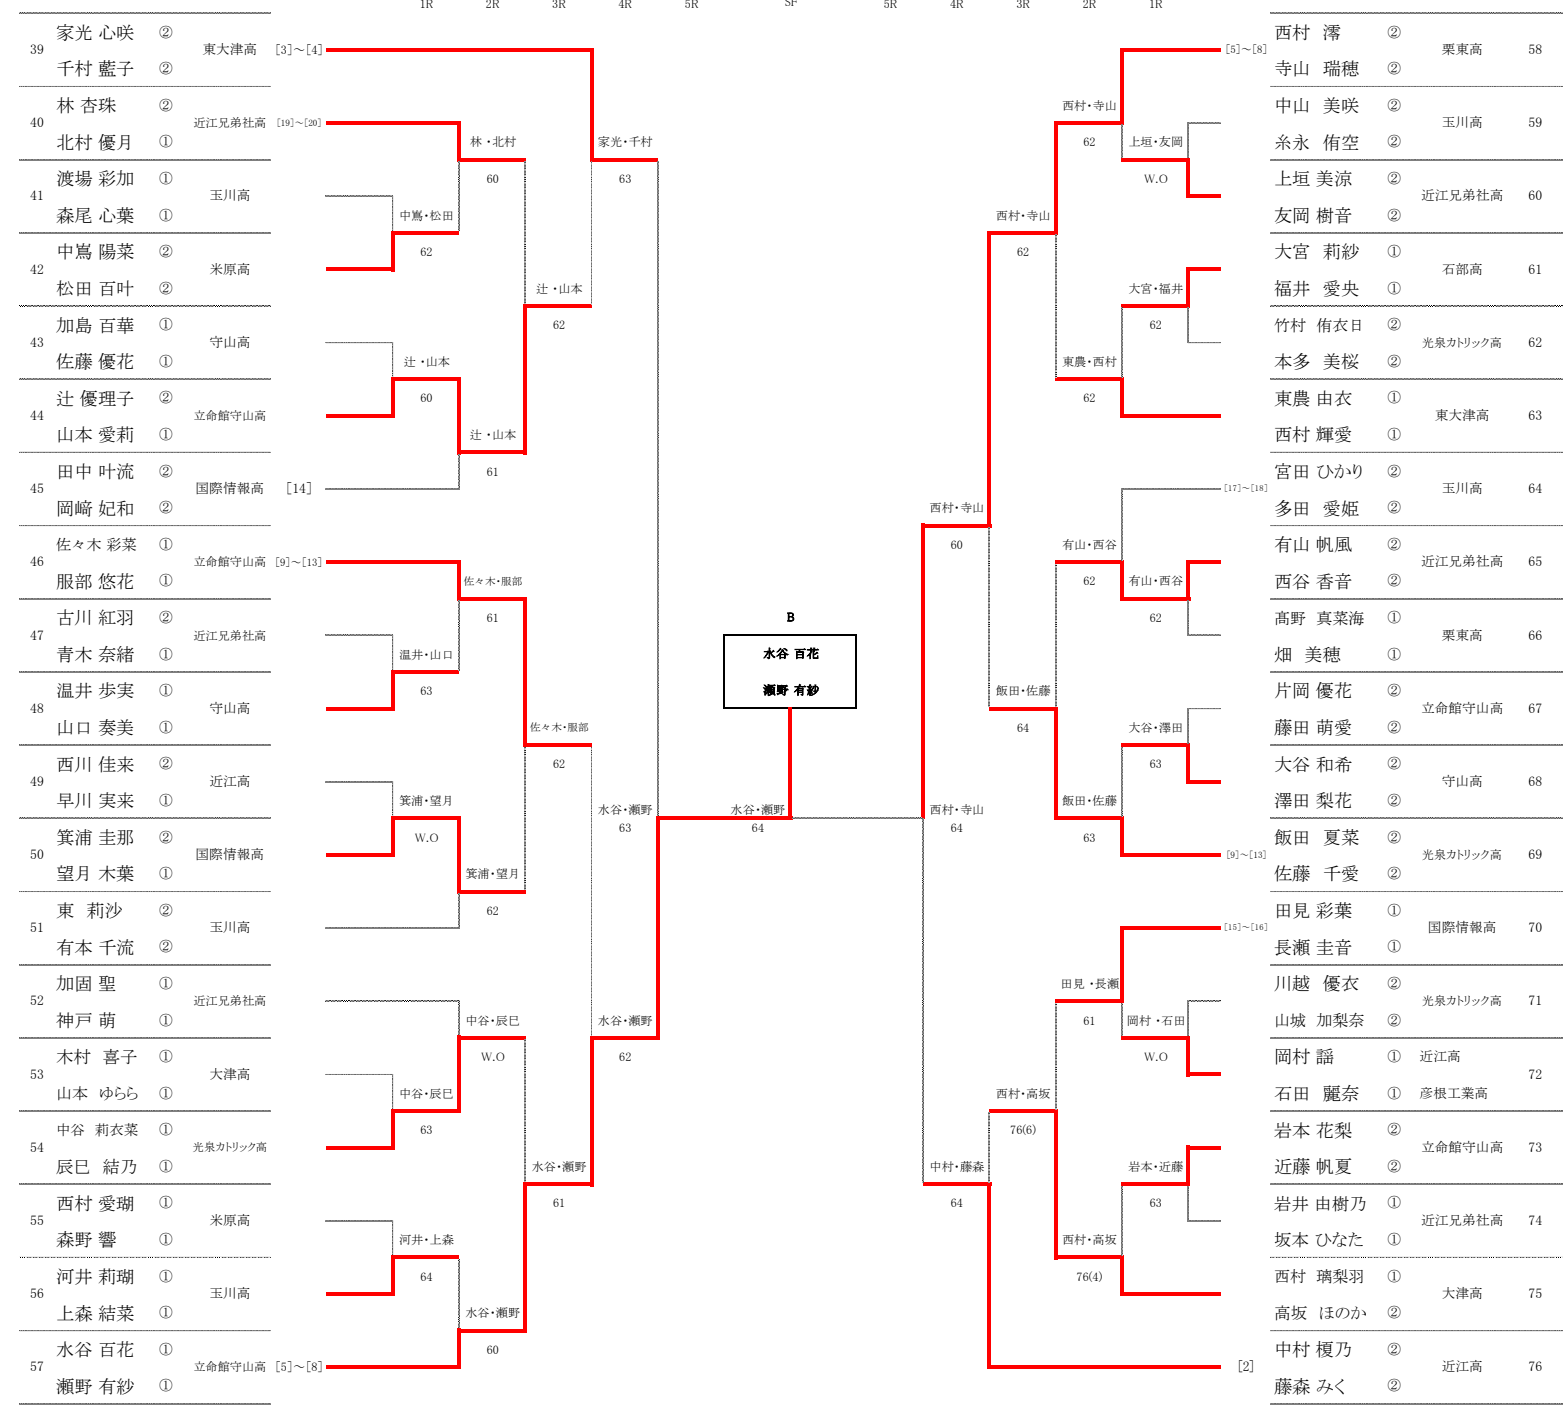 1R 2R 3R 4R 5R SF 5R 4R 3R 2R 1R
39 家光 心咲 ② 東大津高 [3]～[4]
千村 藍子 ②
40 林 杏珠 ② 近江兄弟社高 [19]～[20]
北村 優月 ①
41 渡場 彩加 ① 玉川高
森尾 心葉 ①
42 中嶌 陽菜 ② 米原高
松田 百叶 ②
43 加島 百華 ① 守山高
佐藤 優花 ①
44 辻 優理子 ② 立命館守山高
山本 愛莉 ①
45 田中 叶流 ② 国際情報高 [14]
岡﨑 妃和 ②
46 佐々木 彩菜 ① 立命館守山高 [9]～[13]
服部 悠花 ①
47 古川 紅羽 ② 近江兄弟社高
青木 奈緒 ①
48 温井 歩実 ① 守山高
山口 奏美 ①
49 西川 佳来 ② 近江高
早川 実来 ①
50 箕浦 圭那 ② 国際情報高
望月 木葉 ①
51 東 莉沙 ② 玉川高
有本 千流 ②
52 加固 聖 ① 近江兄弟社高
神戸 萌 ①
53 木村 喜子 ① 大津高
山本 ゆらら ①
54 中谷 莉衣菜 ① 光泉カトリック高
辰巳 結乃 ①
55 西村 愛瑚 ① 米原高
森野 響 ①
56 河井 莉瑚 ① 玉川高
上森 結菜 ①
57 水谷 百花 ① 立命館守山高 [5]～[8]
瀬野 有紗 ①
中嶌・松田
62
辻・山本
60
温井・山口
63
箕浦・望月
W.O
中谷・辰巳
63
河井・上森
64
林・北村
60
辻・山本
61
佐々木・服部
61
箕浦・望月
62
中谷・辰巳
W.O
水谷・瀬野
60
辻・山本
62
佐々木・服部
62
水谷・瀬野
61
家光・千村
63
水谷・瀬野
62
水谷・瀬野
63
B
水谷 百花
瀬野 有紗
水谷・瀬野
64
西村・寺山
64
西村・寺山
60
中村・藤森
64
西村・寺山
62
飯田・佐藤
64
西村・高坂
76(6)
西村・寺山
62
東農・西村
62
有山・西谷
62
飯田・佐藤
63
田見・長瀬
61
西村・高坂
76(4)
上垣・友岡
W.O
大宮・福井
62
有山・西谷
62
大谷・澤田
63
岡村・石田
W.O
岩本・近藤
63
[5]～[8] 西村 澪 ② 栗東高 58
寺山 瑞穂 ②
中山 美咲 ② 玉川高 59
糸永 侑空 ②
上垣 美涼 ② 近江兄弟社高 60
友岡 樹音 ②
大宮 莉紗 ① 石部高 61
福井 愛央 ①
竹村 侑衣日 ② 光泉カトリック高 62
本多 美桜 ②
東農 由衣 ① 東大津高 63
西村 輝愛 ①
[17]～[18] 宮田 ひかり ② 玉川高 64
多田 愛姫 ②
有山 帆風 ② 近江兄弟社高 65
西谷 香音 ②
髙野 真菜海 ① 栗東高 66
畑 美穂 ①
片岡 優花 ② 立命館守山高 67
藤田 萌愛 ②
大谷 和希 ② 守山高 68
澤田 梨花 ②
[9]～[13] 飯田 夏菜 ② 光泉カトリック高 69
佐藤 千愛 ②
[15]～[16] 田見 彩葉 ① 国際情報高 70
長瀬 圭音 ①
川越 優衣 ② 光泉カトリック高 71
山城 加梨奈 ②
岡村 謡 ① 近江高 72
石田 麗奈 ① 彦根工業高
岩本 花梨 ② 立命館守山高 73
近藤 帆夏 ②
岩井 由樹乃 ① 近江兄弟社高 74
坂本 ひなた ①
西村 璃梨羽 ① 大津高 75
高坂 ほのか ②
[2] 中村 榎乃 ② 近江高 76
藤森 みく ②